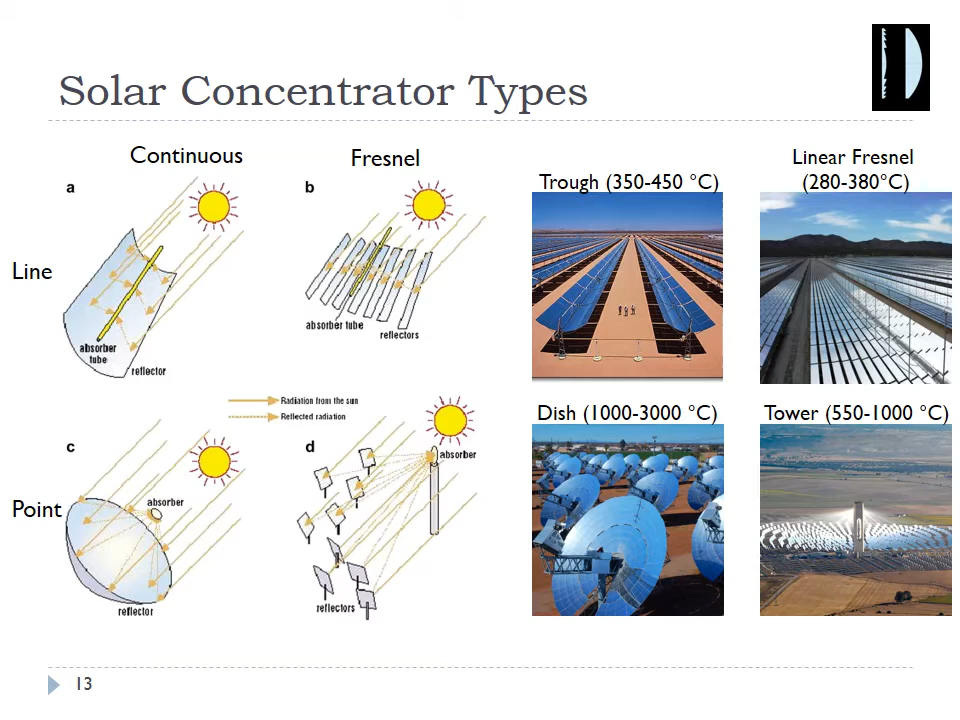 Solar Concentrator Types
Continuous
Fresnel
Line
Point
a
absorber
tube
reflector
b
absorber tube
reflectors
Radiation from the sun
Reflected radiation
c
absorber
reflector
d
absorber
reflectors
Trough (350-450 °C)
Linear Fresnel
(280-380°C)
Dish (1000-3000 °C)
Tower (550-1000 °C)
13